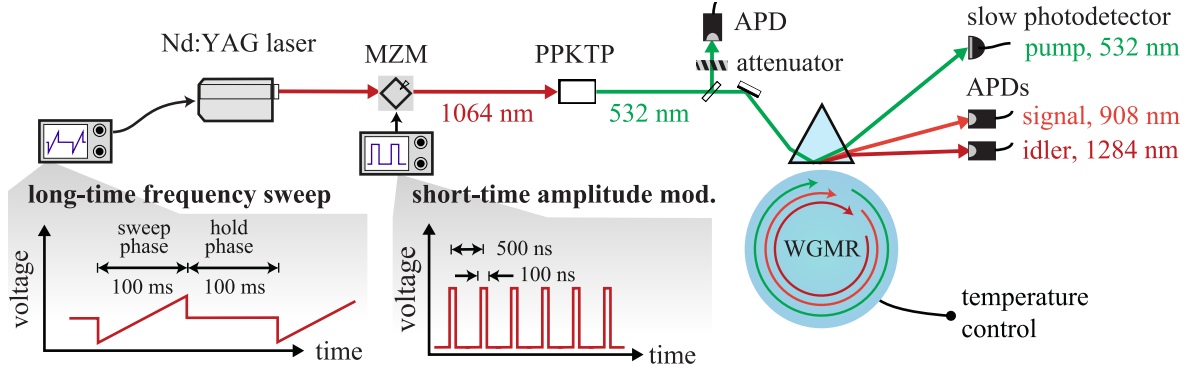 APD
slow photodetector
pump, 532 nm
Nd:YAG laser
MZM
PPKTP
attenuator
APDs
1064 nm
532 nm
signal, 908 nm
idler, 1284 nm
long-time frequency sweep
short-time amplitude mod.
sweep phase
hold phase
100 ms
100 ms
voltage
time
500 ns
100 ns
voltage
time
WGMR
temperature
control